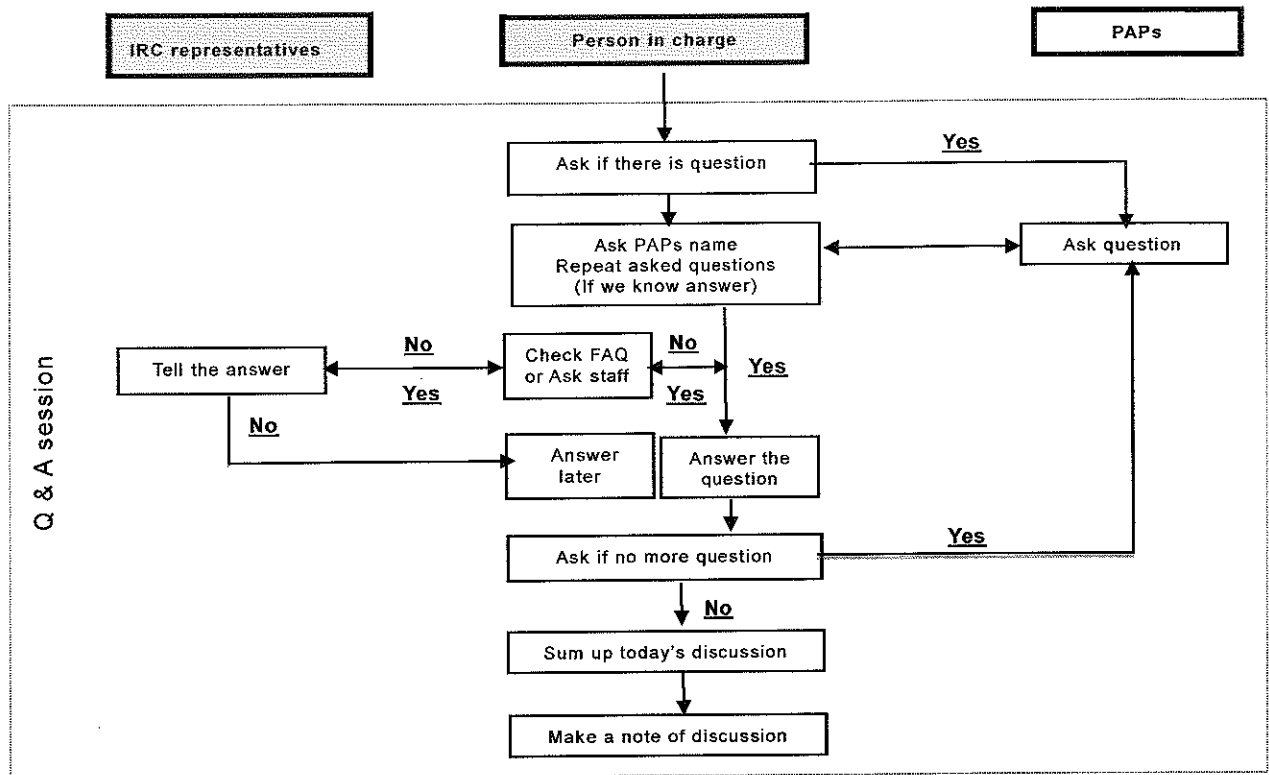 IRC representatives
Person in charge
PAPs
Ask if there is question
Yes
Ask PAPs name
Repeat asked questions
(If we know answer)
Ask question
Tell the answer
No
Yes
Check FAQ
or Ask staff
No
Yes
Yes
No
Answer
later
Answer the
question
Ask if no more question
Yes
No
Sum up today's discussion
Make a note of discussion
Q & A session